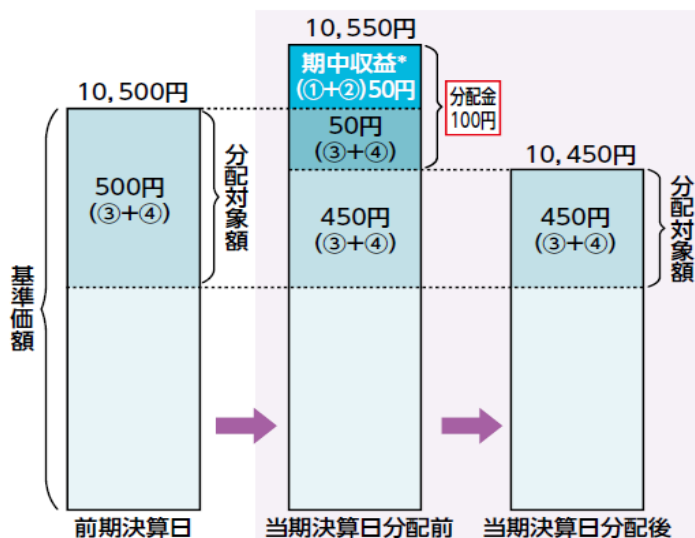 10,550円
期中収益*
(①+②)50円
分配金
100円
10,500円
50円
(③+④)
10,450円
500円
(③+④)
分配対象額
450円
(③+④)
450円
(③+④)
分配対象額
基準価額
前期決算日
当期決算日分配前
当期決算日分配後